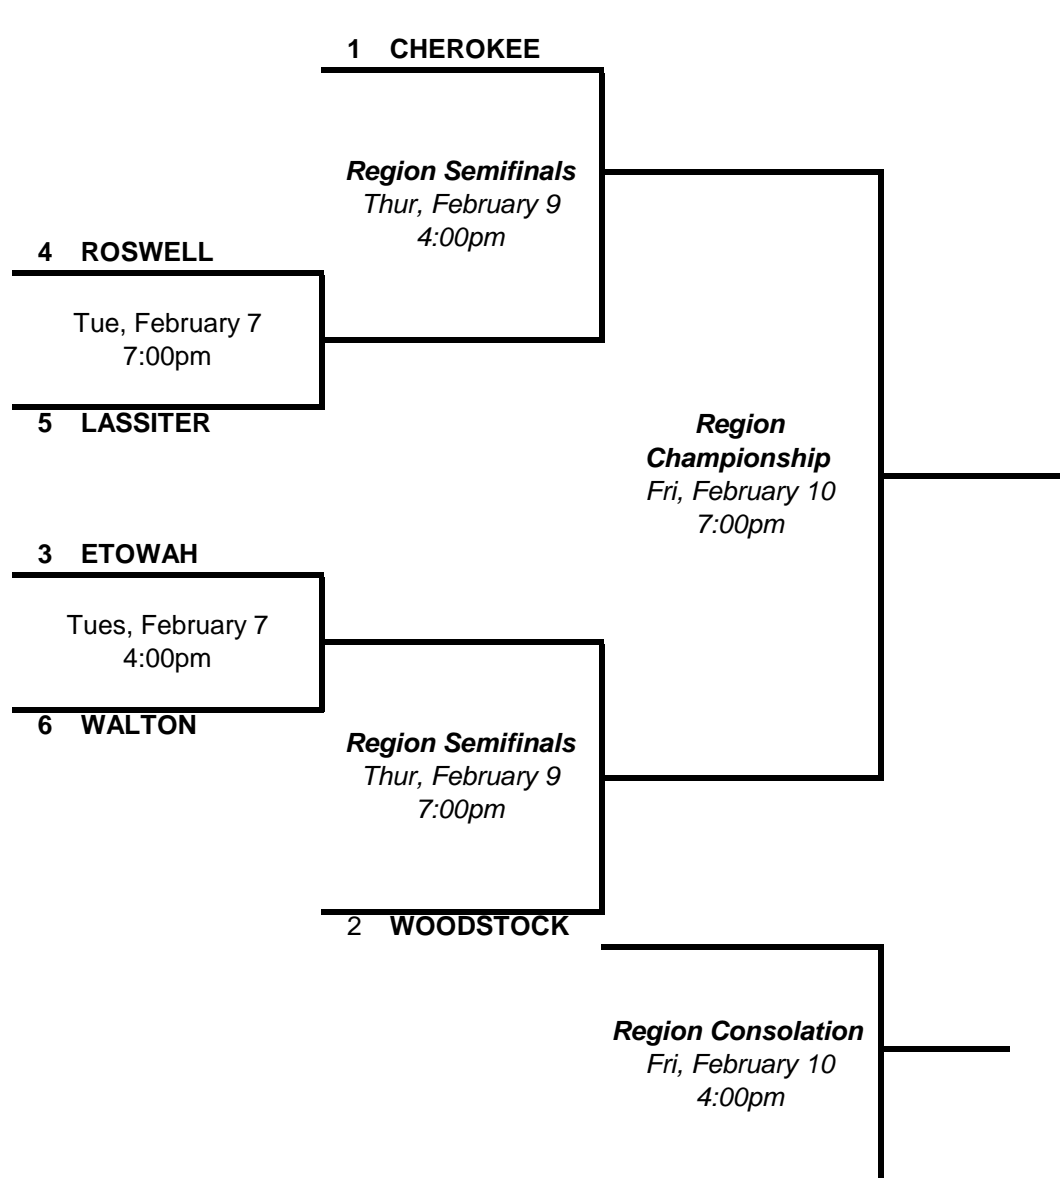 1 CHEROKEE
Region Semifinals
Thur, February 9
4:00pm
4 ROSWELL
Tue, February 7
7:00pm
5 LASSITER
Region
Championship
Fri, February 10
7:00pm
3 ETOWAH
Tues, February 7
4:00pm
6 WALTON
Region Semifinals
Thur, February 9
7:00pm
2 WOODSTOCK
Region Consolation
Fri, February 10
4:00pm